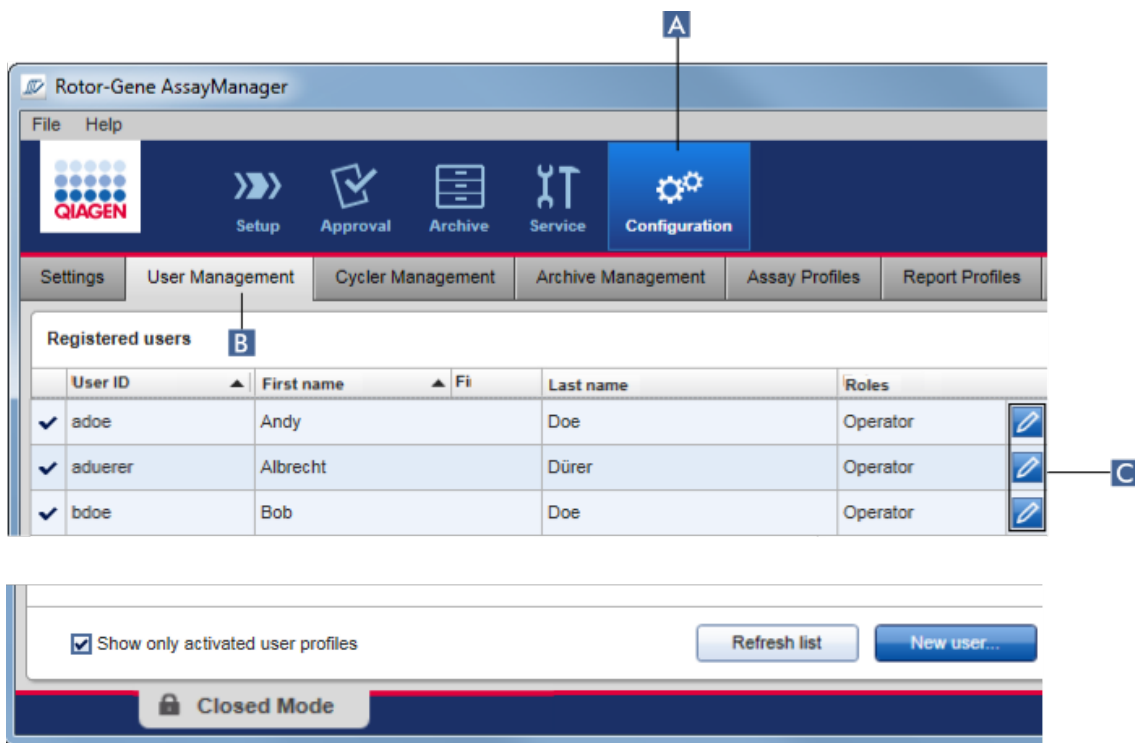 A
Rotor-Gene AssayManager
File Help
QIAGEN
Setup Approval Archive Service Configuration
Settings User Management Cycler Management Archive Management Assay Profiles Report Profiles
B
Registered users
User ID First name Fi Last name Roles
adoe Andy Doe Operator
aduerer Albrecht Dürer Operator
C
bdoe Bob Doe Operator
Show only activated user profiles Refresh list New user...
Closed Mode